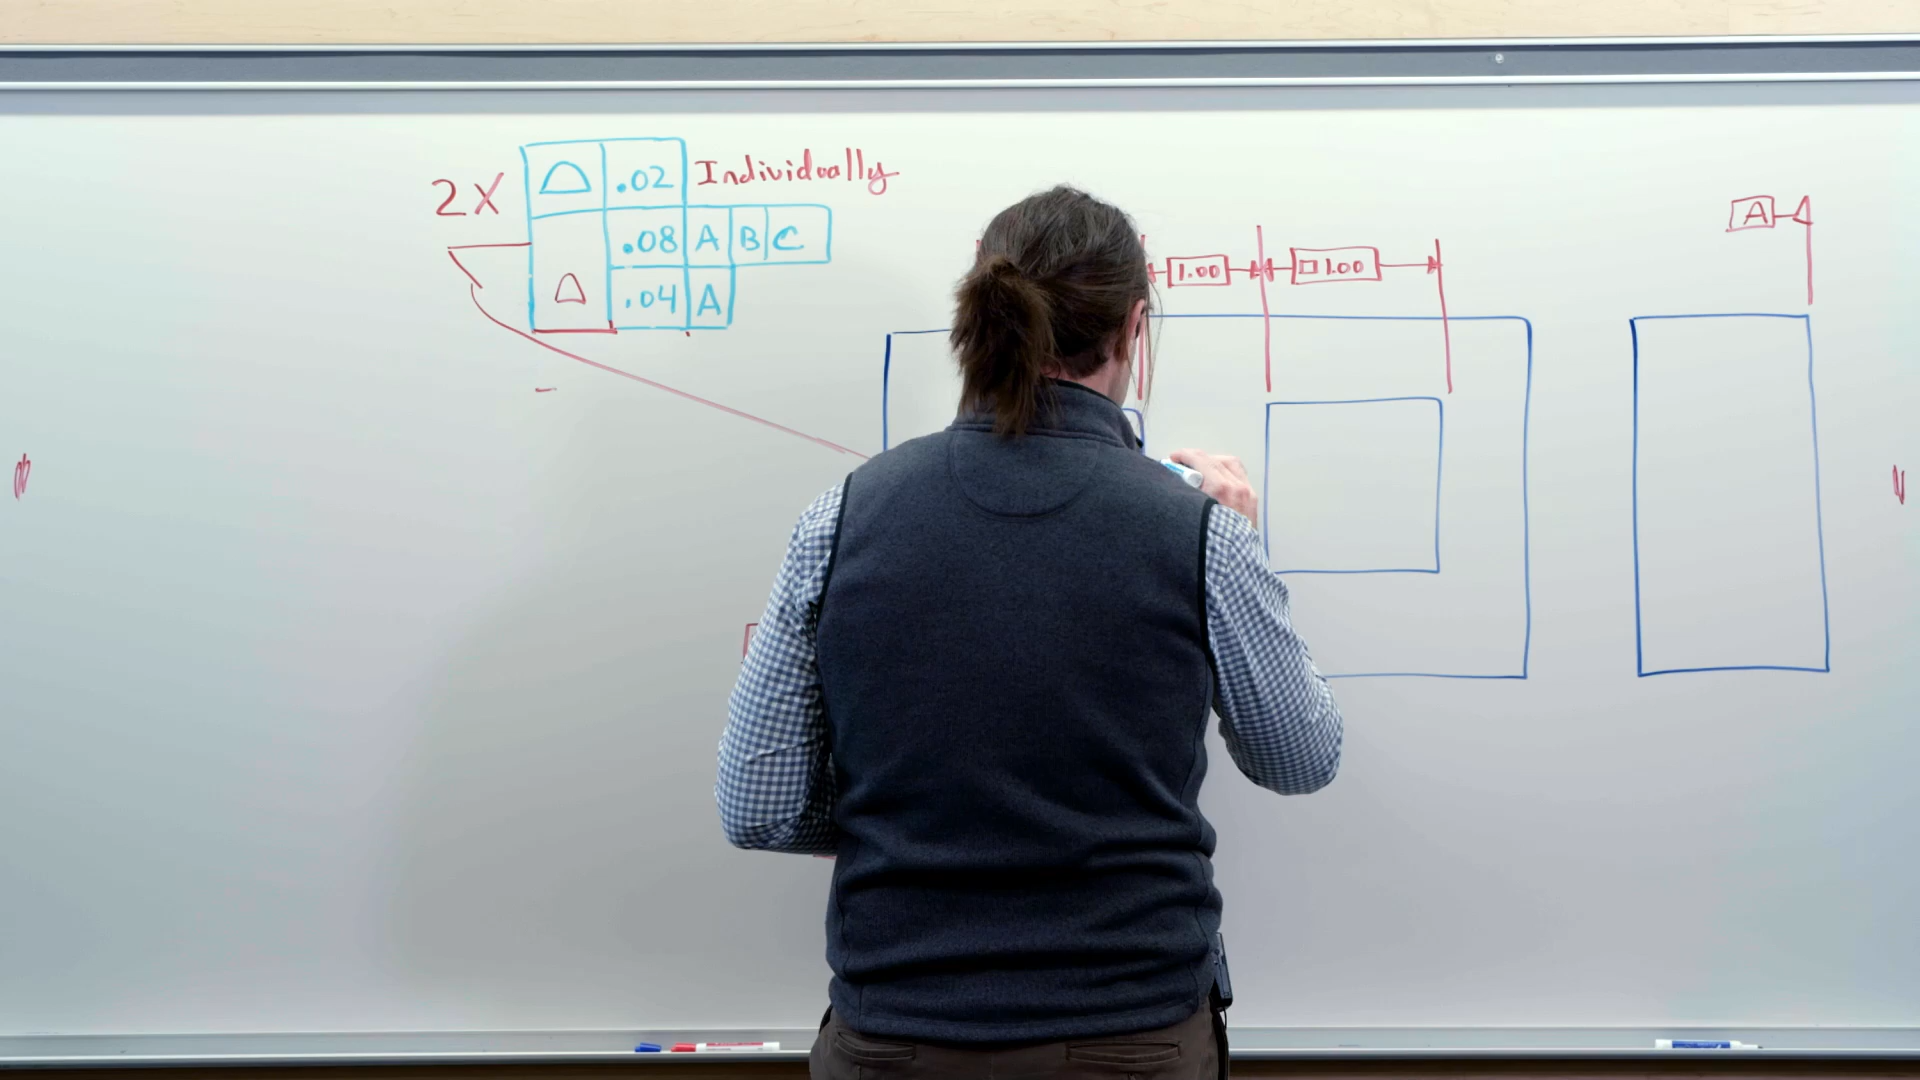 2X .02 Individually
.08 A B C
.04 A
1.00 □1.00
A